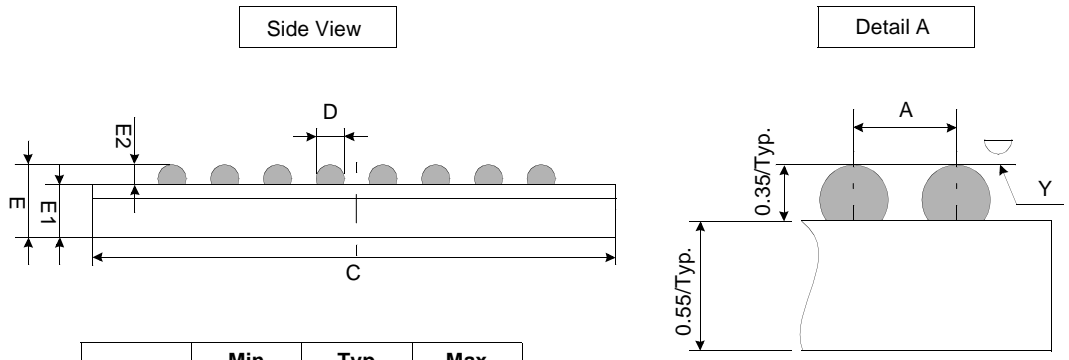 Side View
Detail A
D
E2
E
E1
C
A
0.35/Typ.
Y
0.55/Typ.
Min Typ Max